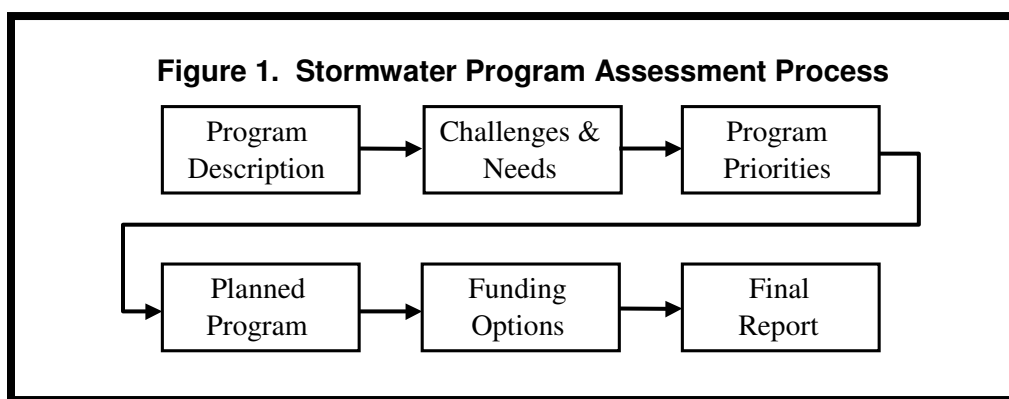 Figure 1.  Stormwater Program Assessment Process
Program
Description
Challenges &
Needs
Program
Priorities
Planned
Program
Funding
Options
Final
Report